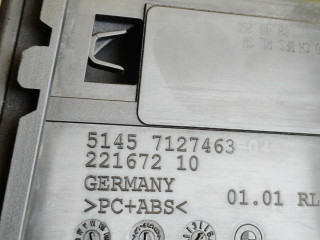 5145 7127463
221672 10
GERMANY 01.01 RL
>PC+ABS<